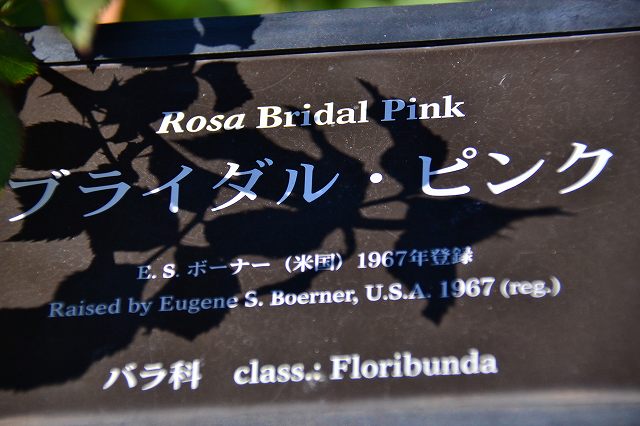 Rosa Bridal Pink
ブライダル・ピンク
E. S. ボーナー（米国）1967年登録
Raised by Eugene S. Boerner, U.S.A. 1967 (reg.)
バラ科 class.: Floribunda